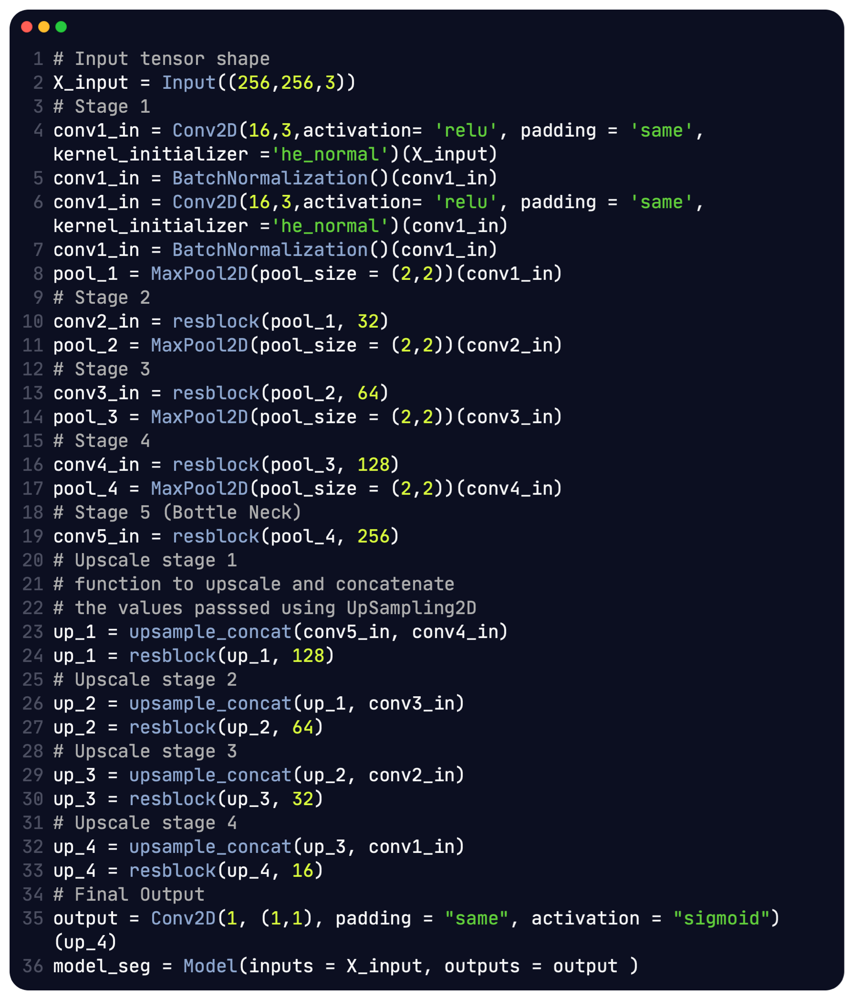 1 # Input tensor shape
2 X_input = Input((256,256,3))
3 # Stage 1
4 conv1_in = Conv2D(16,3,activation= 'relu', padding = 'same',
kernel_initializer ='he_normal')(X_input)
5 conv1_in = BatchNormalization()(conv1_in)
6 conv1_in = Conv2D(16,3,activation= 'relu', padding = 'same',
kernel_initializer ='he_normal')(conv1_in)
7 conv1_in = BatchNormalization()(conv1_in)
8 pool_1 = MaxPool2D(pool_size = (2,2))(conv1_in)
9 # Stage 2
10 conv2_in = resblock(pool_1, 32)
11 pool_2 = MaxPool2D(pool_size = (2,2))(conv2_in)
12 # Stage 3
13 conv3_in = resblock(pool_2, 64)
14 pool_3 = MaxPool2D(pool_size = (2,2))(conv3_in)
15 # Stage 4
16 conv4_in = resblock(pool_3, 128)
17 pool_4 = MaxPool2D(pool_size = (2,2))(conv4_in)
18 # Stage 5 (Bottle Neck)
19 conv5_in = resblock(pool_4, 256)
20 # Upscale stage 1
21 # function to upscale and concatenate
22 # the values passsed using UpSampling2D
23 up_1 = upsample_concat(conv5_in, conv4_in)
24 up_1 = resblock(up_1, 128)
25 # Upscale stage 2
26 up_2 = upsample_concat(up_1, conv3_in)
27 up_2 = resblock(up_2, 64)
28 # Upscale stage 3
29 up_3 = upsample_concat(up_2, conv2_in)
30 up_3 = resblock(up_3, 32)
31 # Upscale stage 4
32 up_4 = upsample_concat(up_3, conv1_in)
33 up_4 = resblock(up_4, 16)
34 # Final Output
35 output = Conv2D(1, (1,1), padding = "same", activation = "sigmoid")
(up_4)
36 model_seg = Model(inputs = X_input, outputs = output )